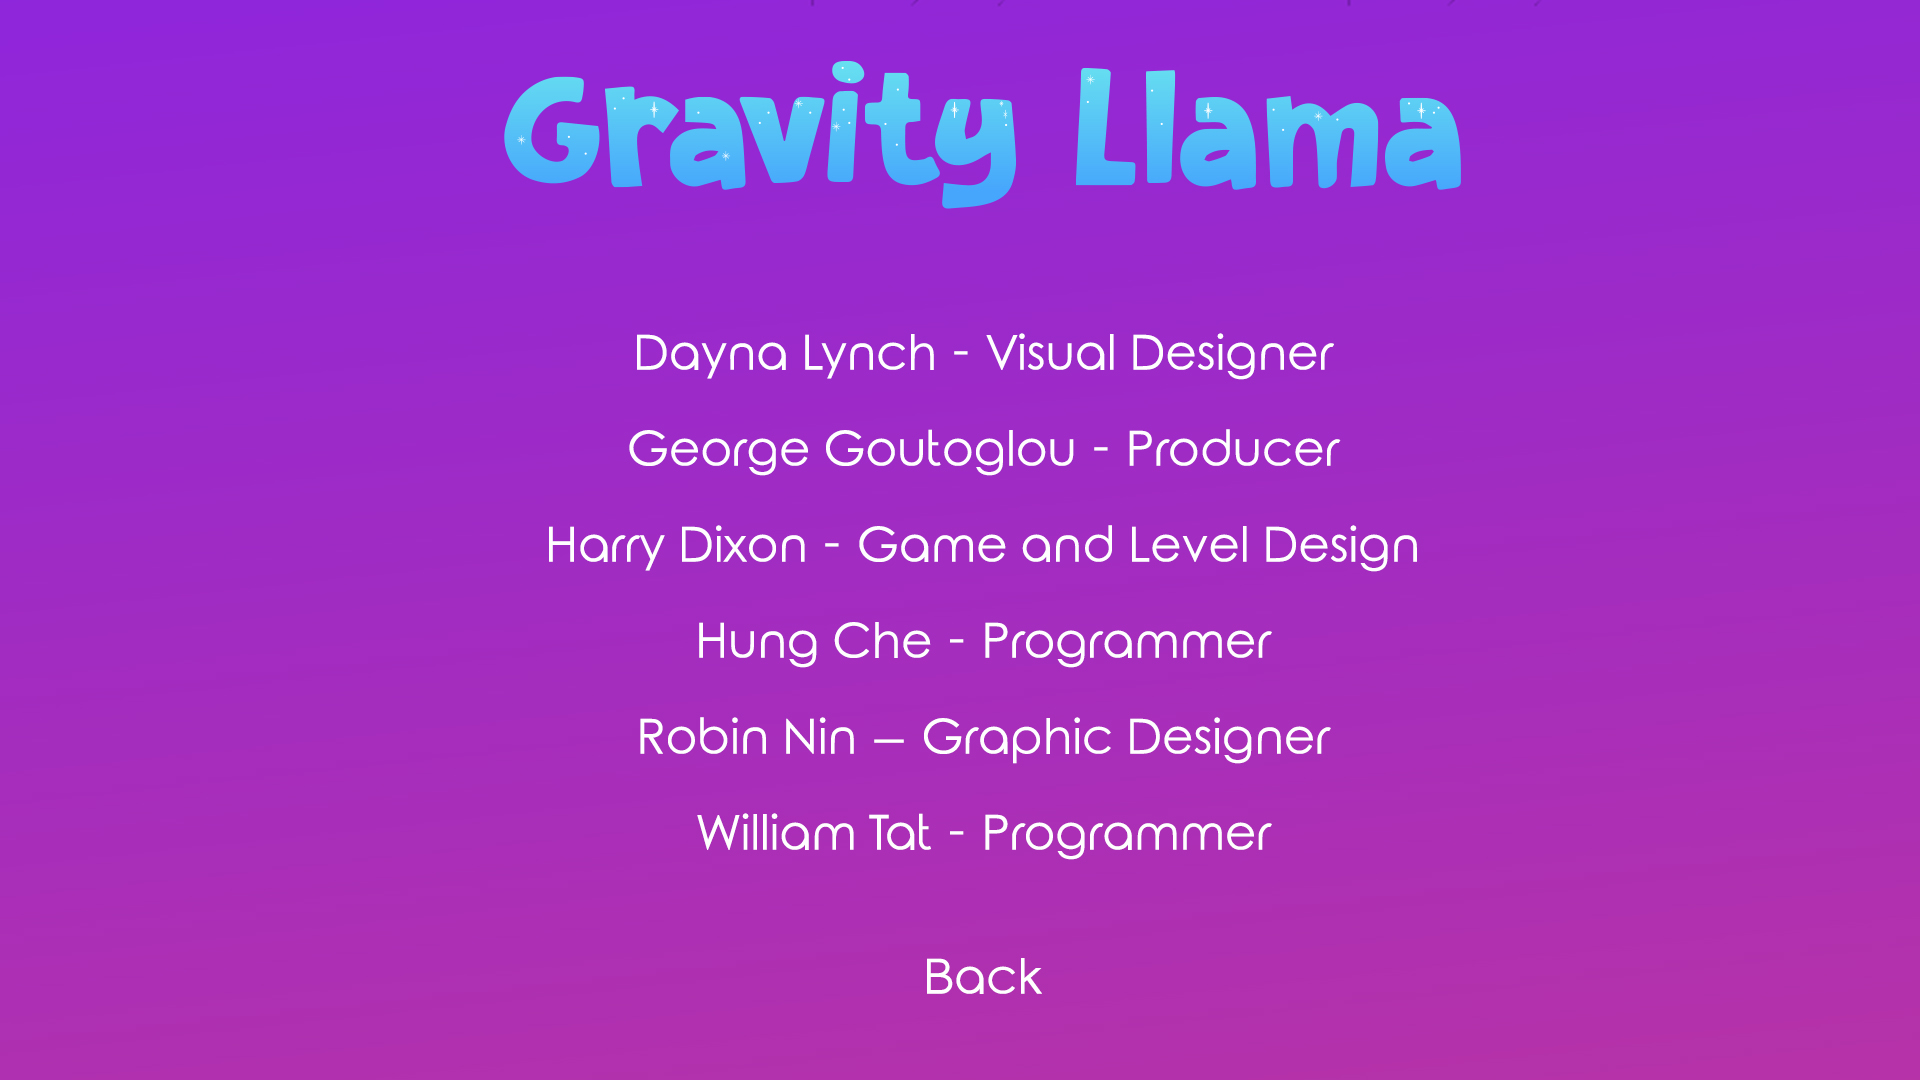 Gravity Llama
Dayna Lynch - Visual Designer
George Goutoglou - Producer
Harry Dixon - Game and Level Design
Hung Che - Programmer
Robin Nin – Graphic Designer
William Tat - Programmer
Back